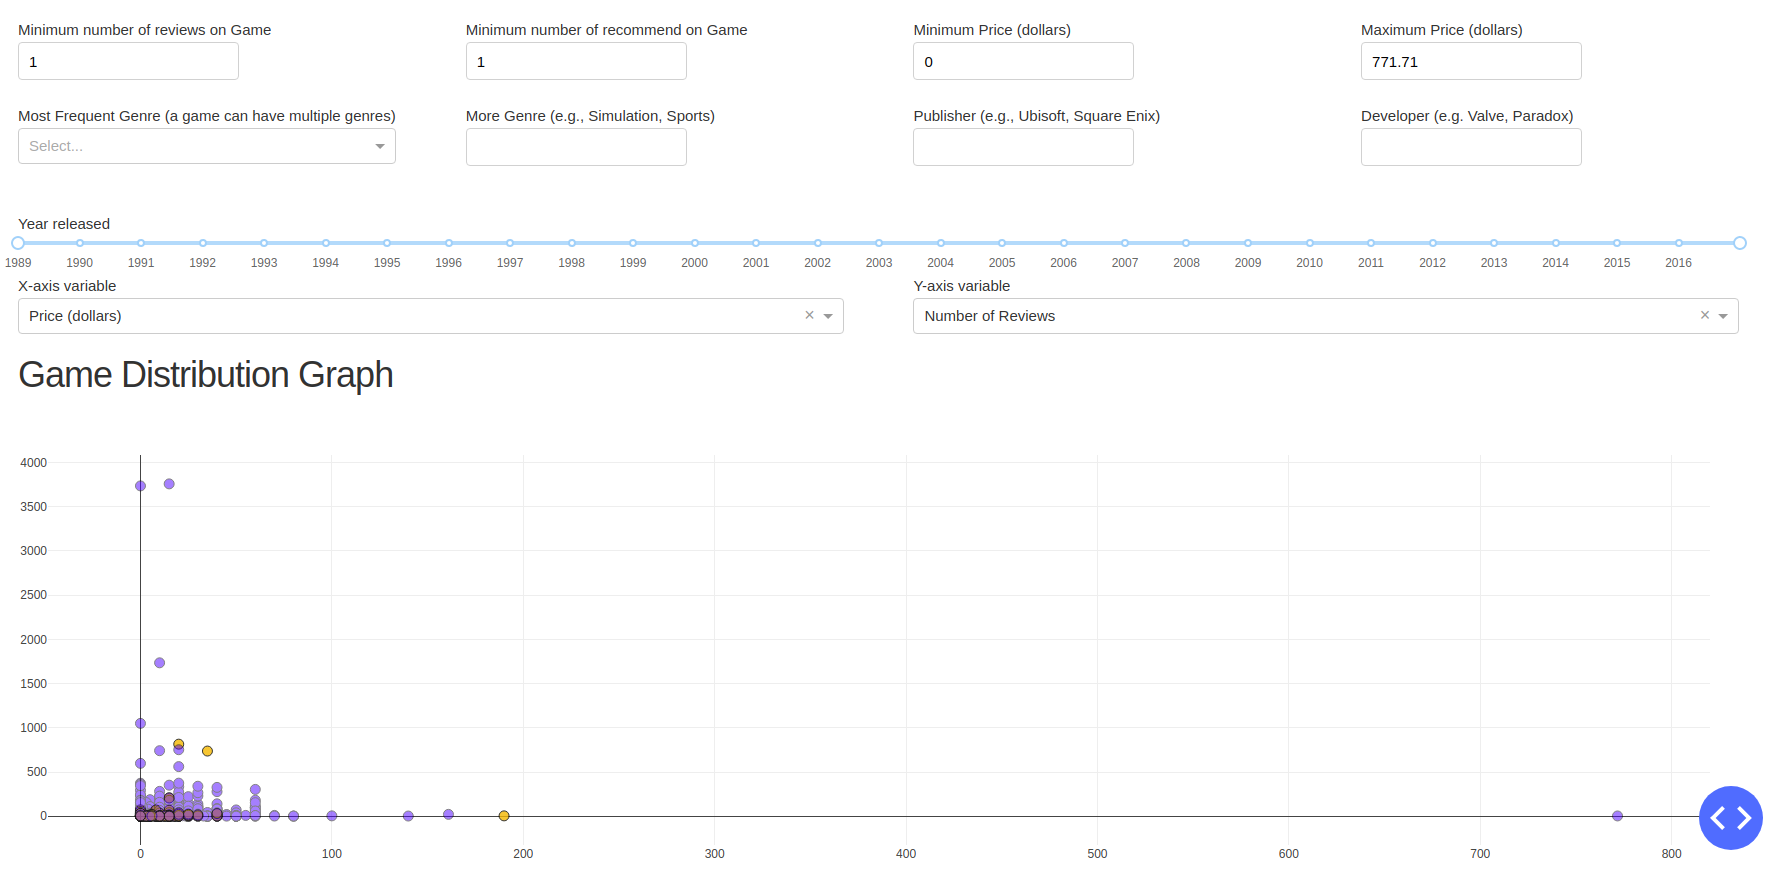 Minimum number of reviews on Game
Minimum number of recommend on Game
Minimum Price (dollars)
Maximum Price (dollars)
1
1
0
771.71
Most Frequent Genre (a game can have multiple genres)
More Genre (e.g., Simulation, Sports)
Publisher (e.g., Ubisoft, Square Enix)
Developer (e.g. Valve, Paradox)
Select...
Year released
1989 1990 1991 1992 1993 1994 1995 1996 1997 1998 1999 2000 2001 2002 2003 2004 2005 2006 2007 2008 2009 2010 2011 2012 2013 2014 2015 2016
X-axis variable
Y-axis variable
Price (dollars)
Number of Reviews
Game Distribution Graph
4000
3500
3000
2500
2000
1500
1000
500
0
0 100 200 300 400 500 600 700 800